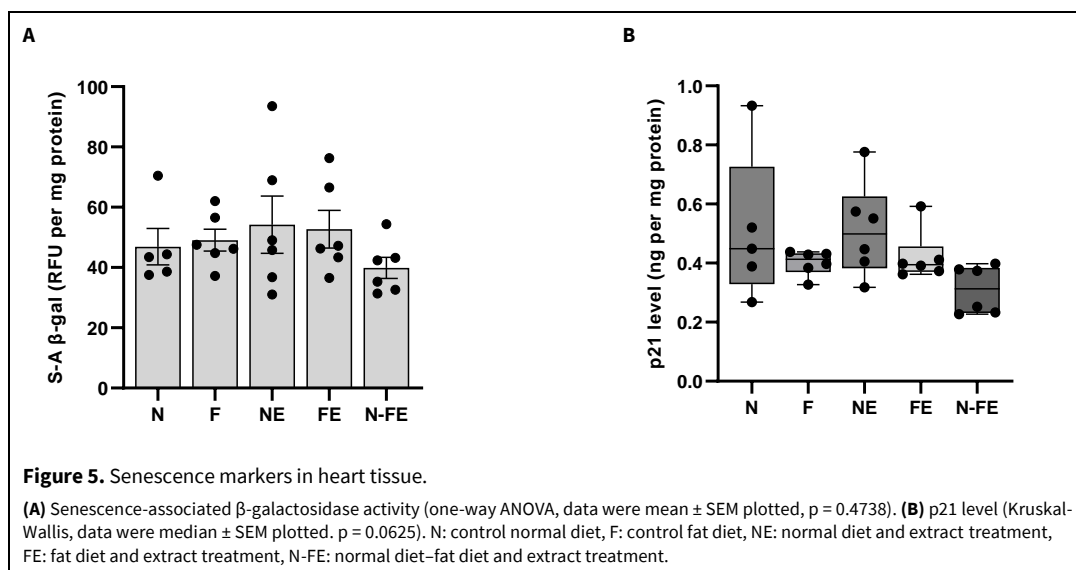 A
B
S-A β-gal (RFU per mg protein)
100
80
60
40
20
0
N F NE FE N-FE
p21 level (ng per mg protein)
1.0
0.8
0.6
0.4
0.2
0.0
N F NE FE N-FE
Figure 5. Senescence markers in heart tissue.
(A) Senescence-associated β-galactosidase activity (one-way ANOVA, data were mean ± SEM plotted, p = 0.4738). (B) p21 level (Kruskal-
Wallis, data were median ± SEM plotted. p = 0.0625). N: control normal diet, F: control fat diet, NE: normal diet and extract treatment,
FE: fat diet and extract treatment, N-FE: normal diet–fat diet and extract treatment.